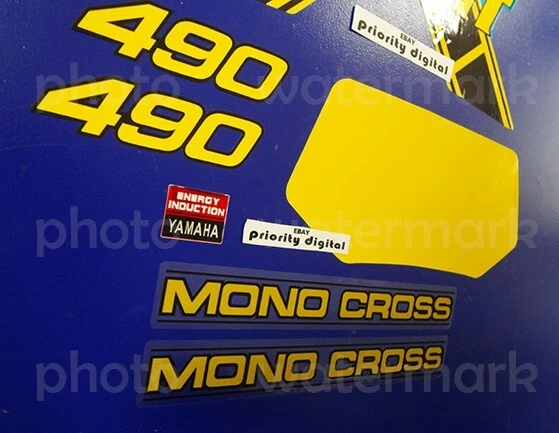 490
EBAY
priority digital
photo watermark
490
ENERGY
INDUCTION
YAMAHA
EBAY
priority digital
photo watermark
MONO CROSS
MONO CROSS
photo watermark